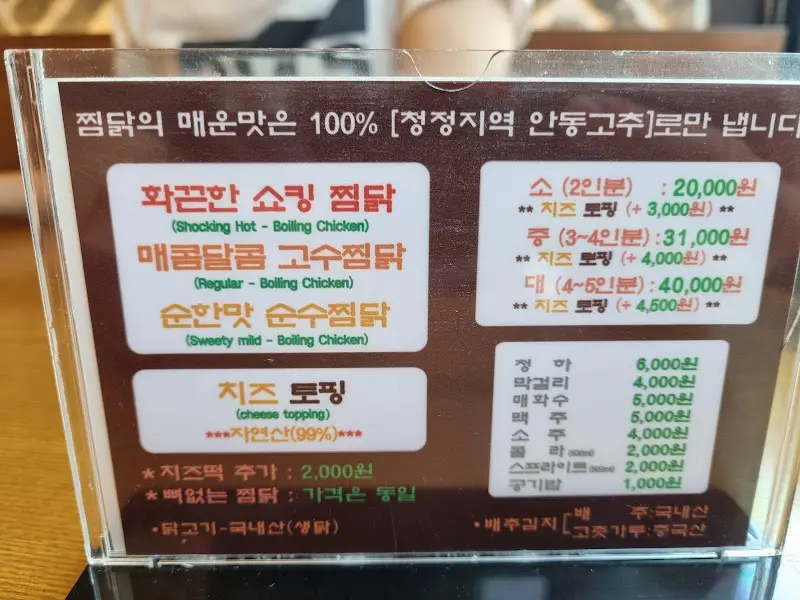 찜닭의 매운맛은 100% [청정지역 안동고추]로만 냅니다
화끈한 쇼킹 찜닭
(Shocking Hot - Boiling Chicken)
매콤달콤 고수찜닭
(Regular - Boiling Chicken)
순한맛 순수찜닭
(Sweety mild - Boiling Chicken)
치즈 토핑
(cheese topping)
***자연산(99%)***
*치즈떡 추가 : 2,000원
*뼈없는 찜닭 : 가격은 동일
•닭고기-국내산(생닭)
소 (2인분) : 20,000원
** 치즈 토핑 (+ 3,000원) **
중 (3~4인분) : 31,000원
** 치즈 토핑 (+ 4,000원) **
대 (4~5인분) : 40,000원
** 치즈 토핑 (+ 4,500원) **
청 하 6,000원
막걸리 4,000원
매화수 5,000원
맥 주 5,000원
소 주 4,000원
콜 라 (500ml) 2,000원
스프라이트 (500ml) 2,000원
공기밥 1,000원
•배추김치[배 추:국내산
고춧가루:중국산